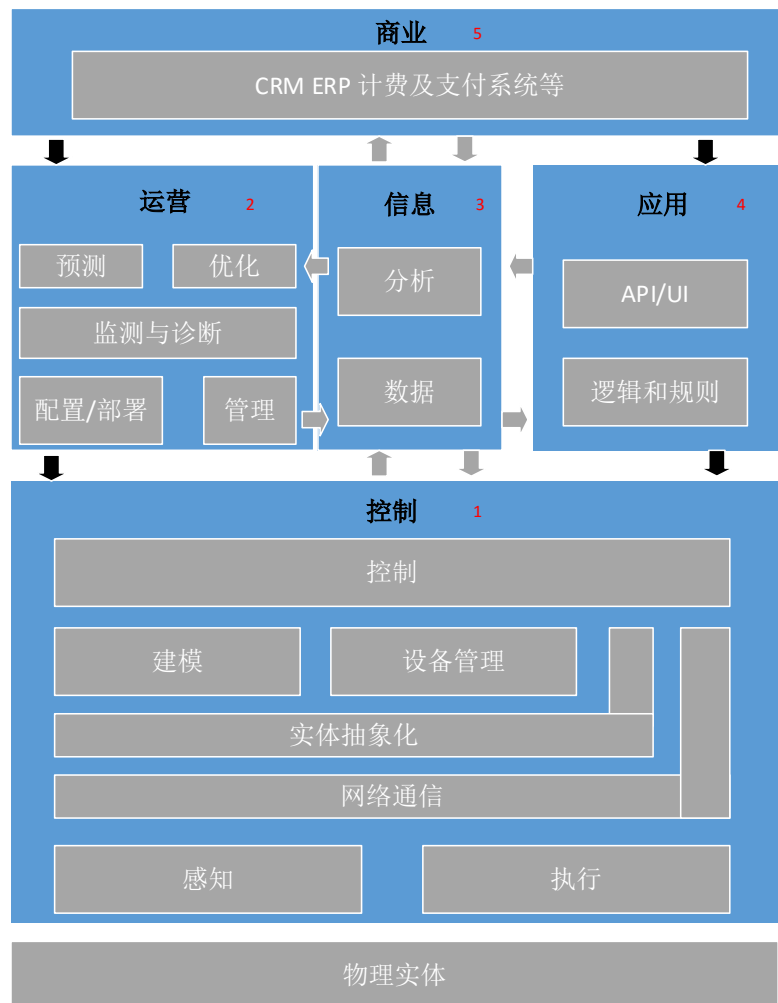 商业 5
CRM ERP 计费及支付系统等
运营 2
预测
优化
监测与诊断
配置/部署
管理
信息 3
分析
数据
应用 4
API/UI
逻辑和规则
控制 1
控制
建模
设备管理
实体抽象化
网络通信
感知
执行
物理实体